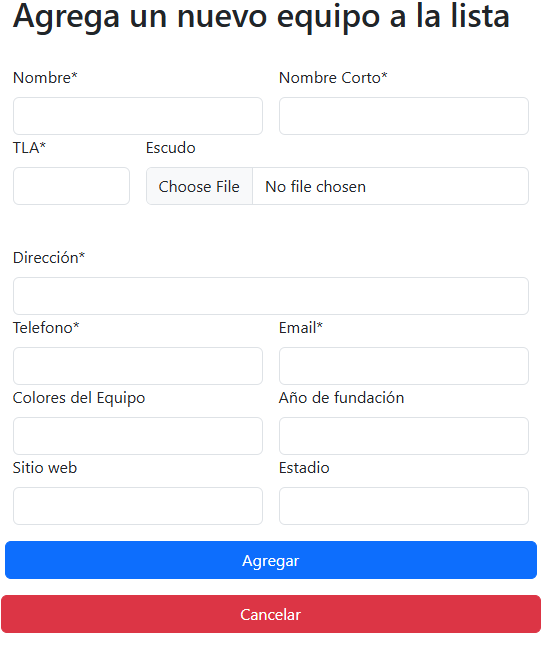 Agrega un nuevo equipo a la lista
Nombre* Nombre Corto*
TLA* Escudo
Choose File No file chosen
Dirección*
Telefono* Email*
Colores del Equipo Año de fundación
Sitio web Estadio
Agregar
Cancelar